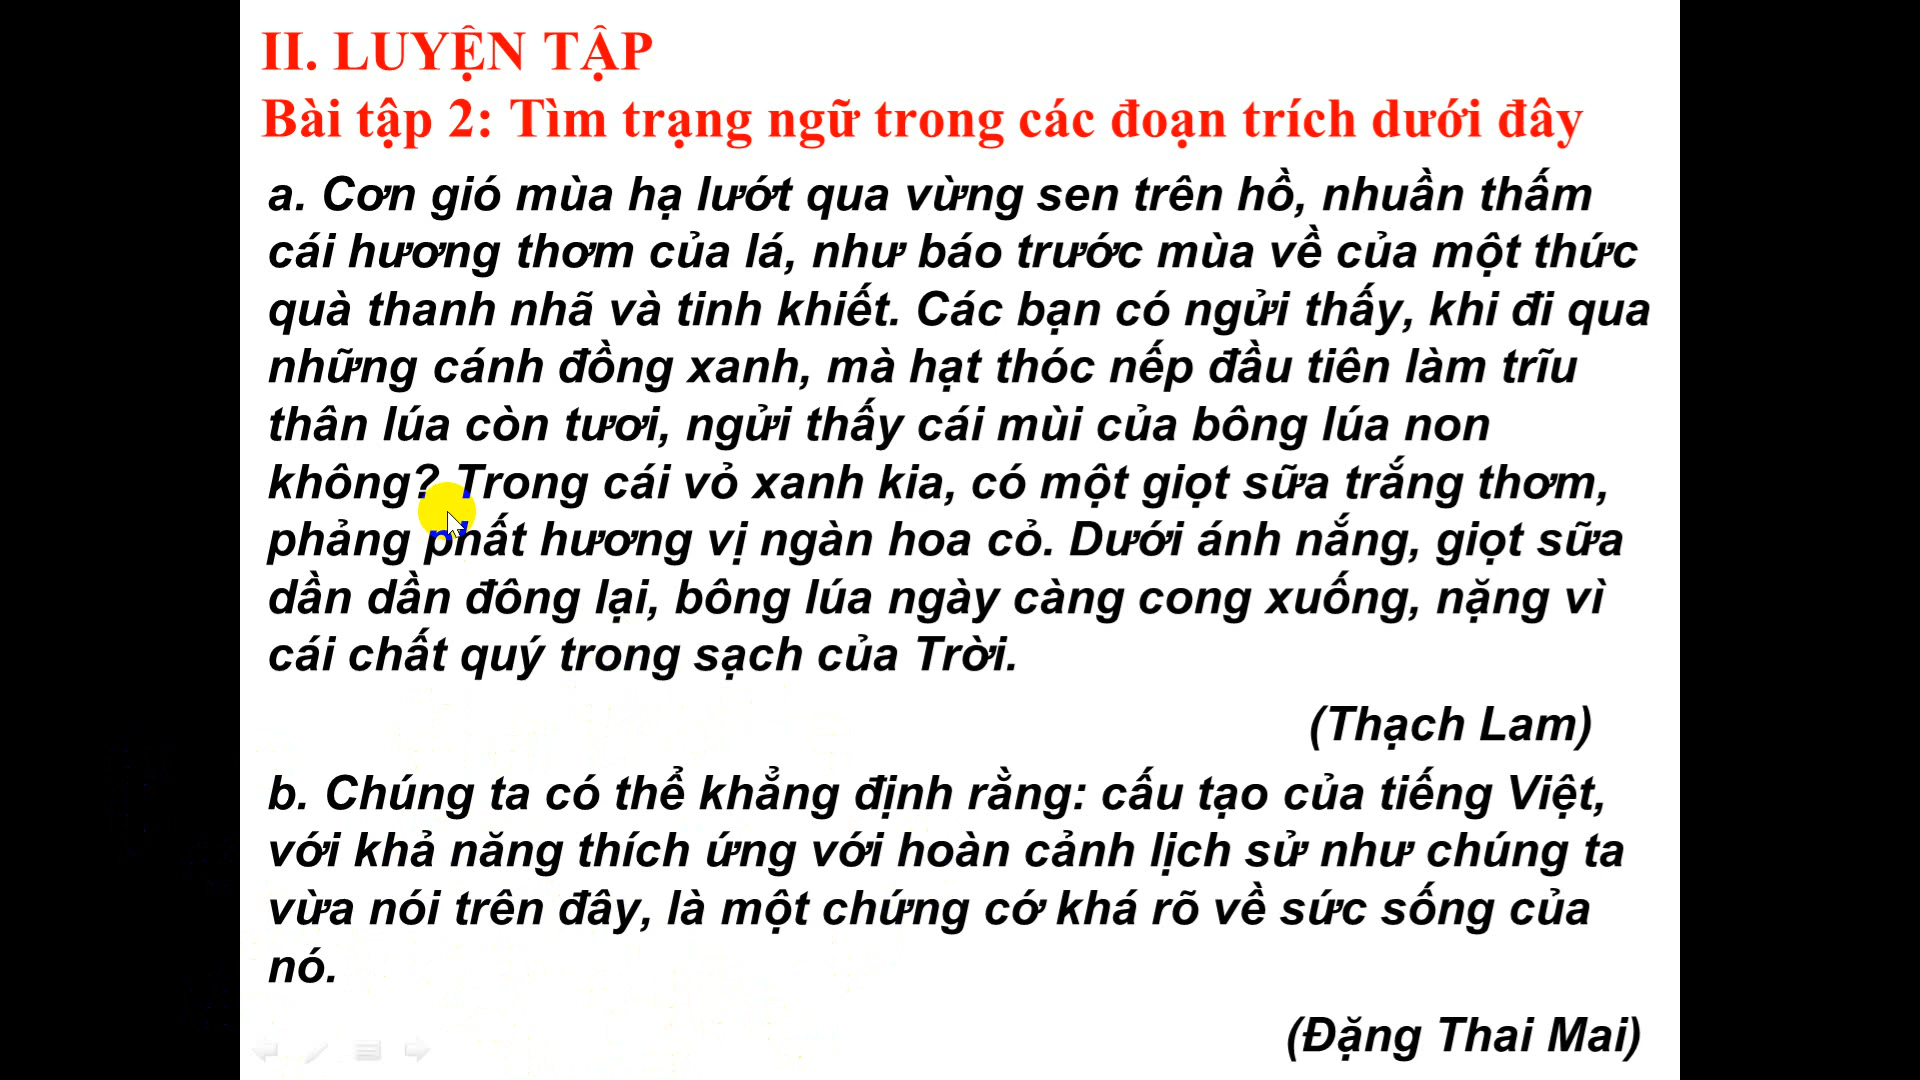 II. LUYỆN TẬP
Bài tập 2: Tìm trạng ngữ trong các đoạn trích dưới đây
a. Cơn gió mùa hạ lướt qua vừng sen trên hồ, nhuần thấm
cái hương thơm của lá, như báo trước mùa về của một thức
quà thanh nhã và tinh khiết. Các bạn có ngửi thấy, khi đi qua
những cánh đồng xanh, mà hạt thóc nếp đầu tiên làm trĩu
thân lúa còn tươi, ngửi thấy cái mùi của bông lúa non
không? Trong cái vỏ xanh kia, có một giọt sữa trắng thơm,
phảng phất hương vị ngàn hoa cỏ. Dưới ánh nắng, giọt sữa
dần dần đông lại, bông lúa ngày càng cong xuống, nặng vì
cái chất quý trong sạch của Trời.
(Thạch Lam)
b. Chúng ta có thể khẳng định rằng: cấu tạo của tiếng Việt,
với khả năng thích ứng với hoàn cảnh lịch sử như chúng ta
vừa nói trên đây, là một chứng cớ khá rõ về sức sống của
nó.
(Đặng Thai Mai)